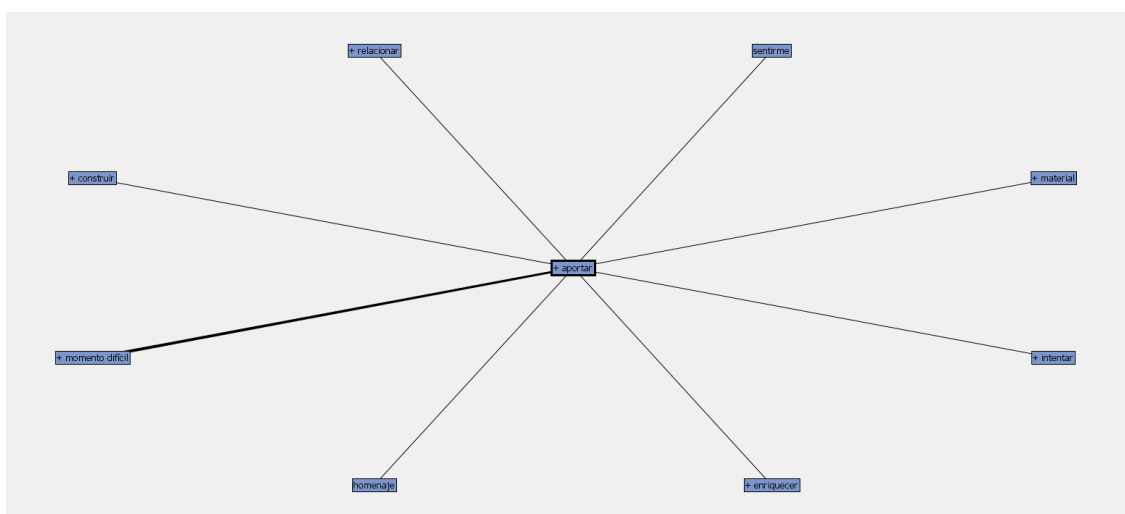 + relacionar
sentirme
+ construir
+ material
+ aportar
+ momento difícil
+ intentar
homenaje
+ enriquecer